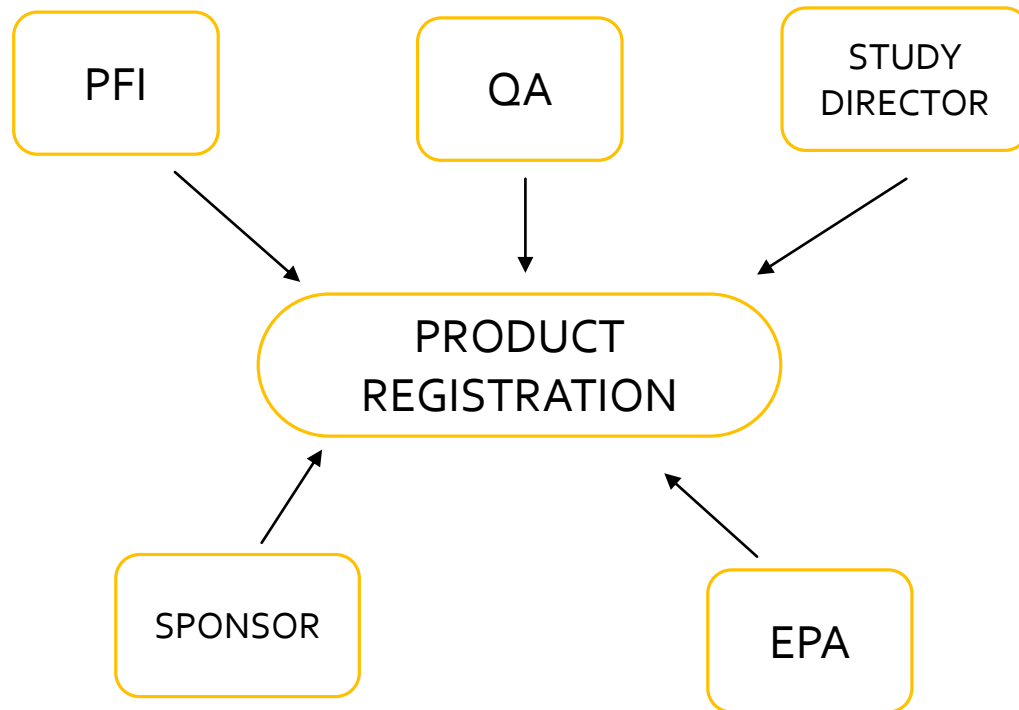 PFI
QA
STUDY
DIRECTOR
PRODUCT
REGISTRATION
SPONSOR
EPA